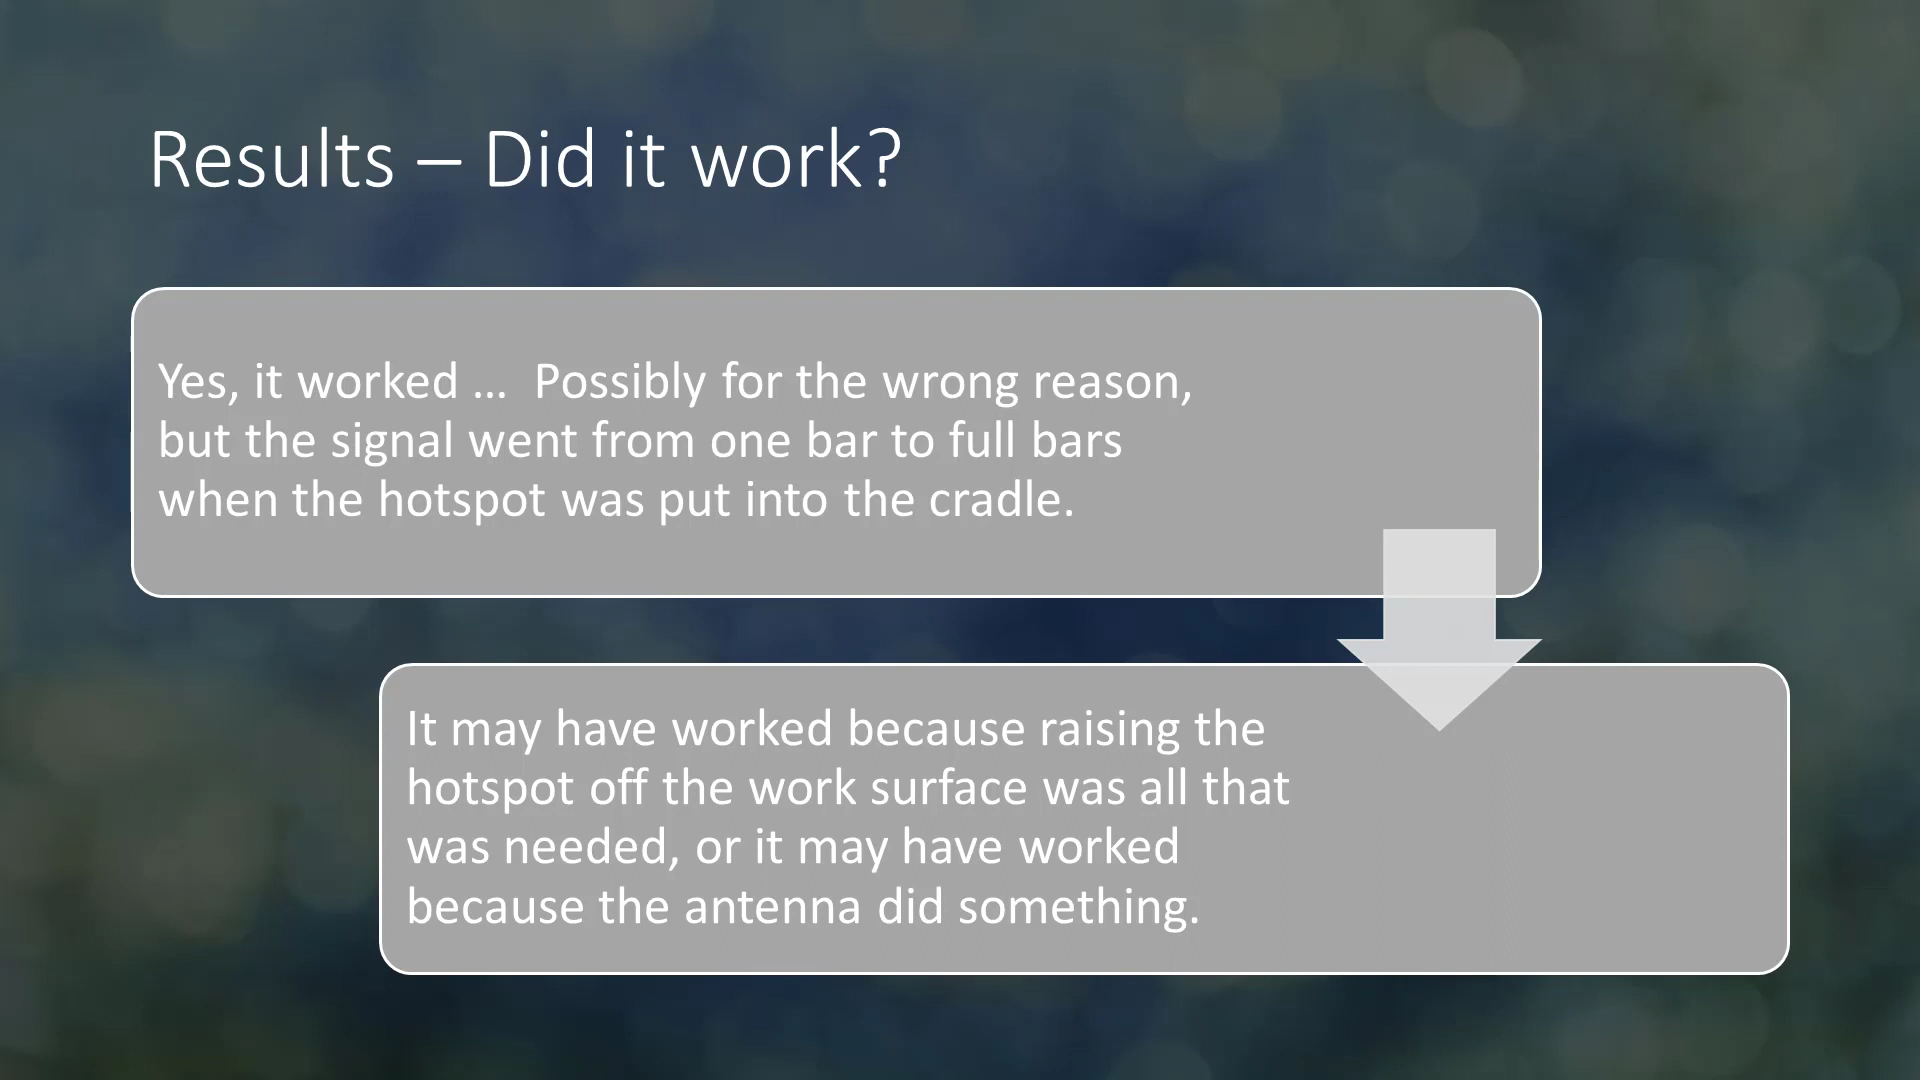 Results – Did it work?
Yes, it worked …  Possibly for the wrong reason,
but the signal went from one bar to full bars
when the hotspot was put into the cradle.
It may have worked because raising the
hotspot off the work surface was all that
was needed, or it may have worked
because the antenna did something.